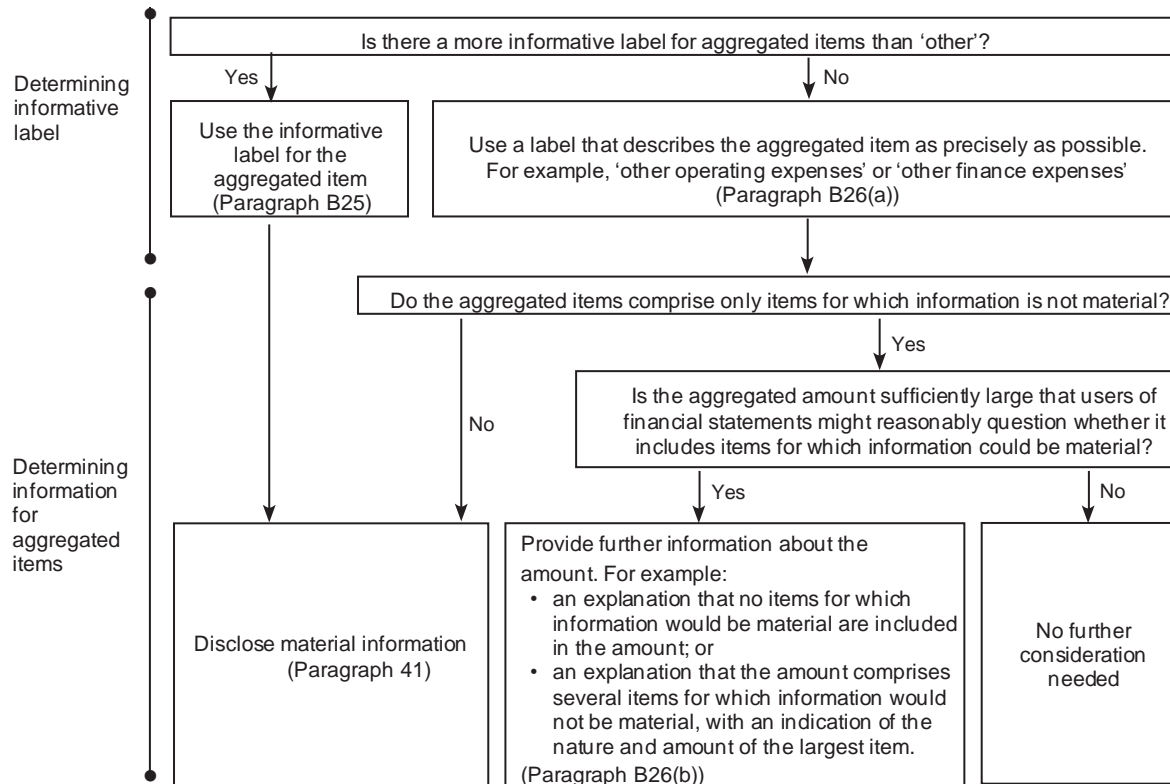 Is there a more informative label for aggregated items than ‘other’?
Determining
informative
label
Yes
No
Use the informative
label for the
aggregated item
(Paragraph B25)
Use a label that describes the aggregated item as precisely as possible.
For example, ‘other operating expenses’ or ‘other finance expenses’
(Paragraph B26(a))
Do the aggregated items comprise only items for which information is not material?
Yes
No
Is the aggregated amount sufficiently large that users of
financial statements might reasonably question whether it
includes items for which information could be material?
Determining
information
for
aggregated
items
Yes
No
Disclose material information
(Paragraph 41)
Provide further information about the
amount. For example:
• an explanation that no items for which
information would be material are included
in the amount; or
• an explanation that the amount comprises
several items for which information would
not be material, with an indication of the
nature and amount of the largest item.
(Paragraph B26(b))
No further
consideration
needed